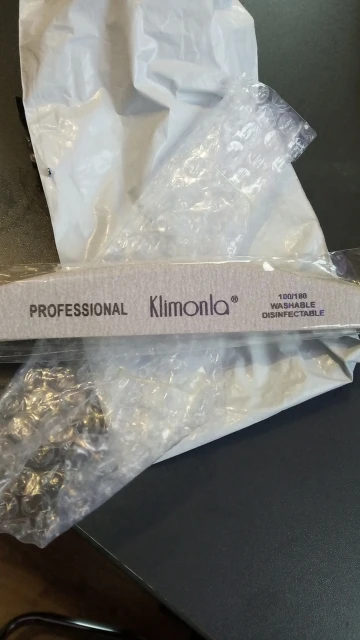 PROFESSIONAL
Klimonla®
100/180
WASHABLE
DISINFECTABLE